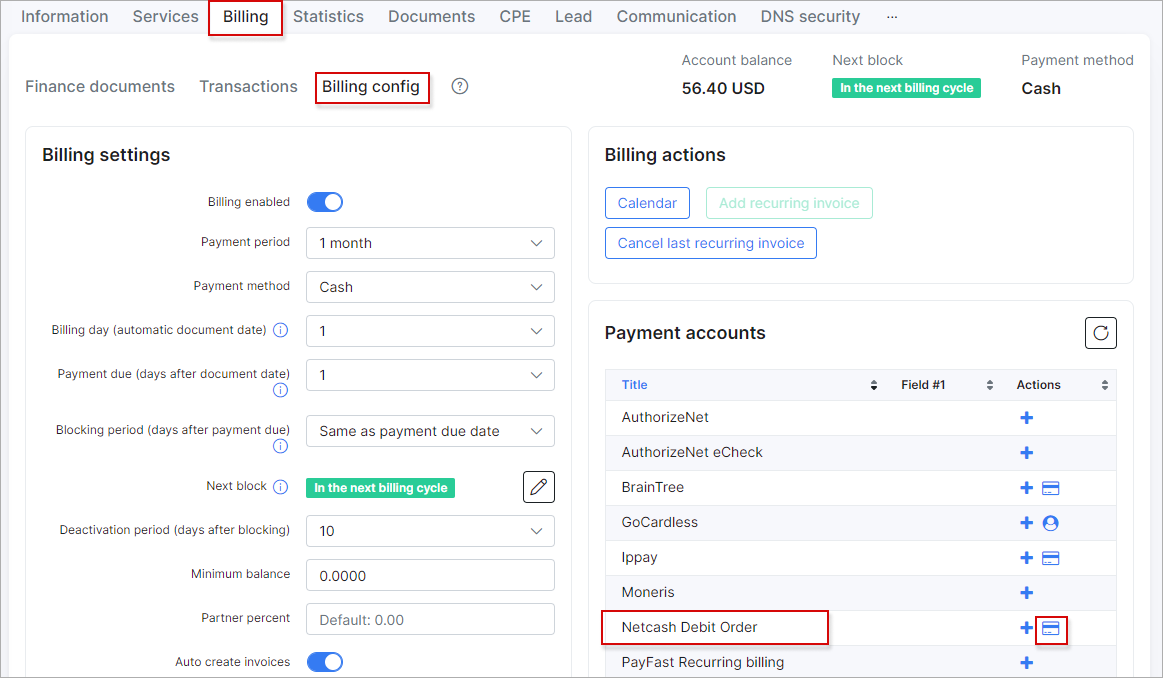 Information Services Billing Statistics Documents CPE Lead Communication DNS security ...
Account balance Next block Payment method
Finance documents Transactions Billing config ?
56.40 USD In the next billing cycle Cash
Billing settings
Billing enabled
Payment period 1 month
Payment method Cash
Billing day (automatic document date) i 1
Payment due (days after document date) 1
i
Blocking period (days after payment due) Same as payment due date
i
Next block i In the next billing cycle
Deactivation period (days after blocking) 10
Minimum balance 0.0000
Partner percent Default: 0.00
Auto create invoices
Billing actions
Calendar Add recurring invoice
Cancel last recurring invoice
Payment accounts
Title Field #1 Actions
AuthorizeNet
AuthorizeNet eCheck
BrainTree
GoCardless
Ippay
Moneris
Netcash Debit Order
PayFast Recurring billing